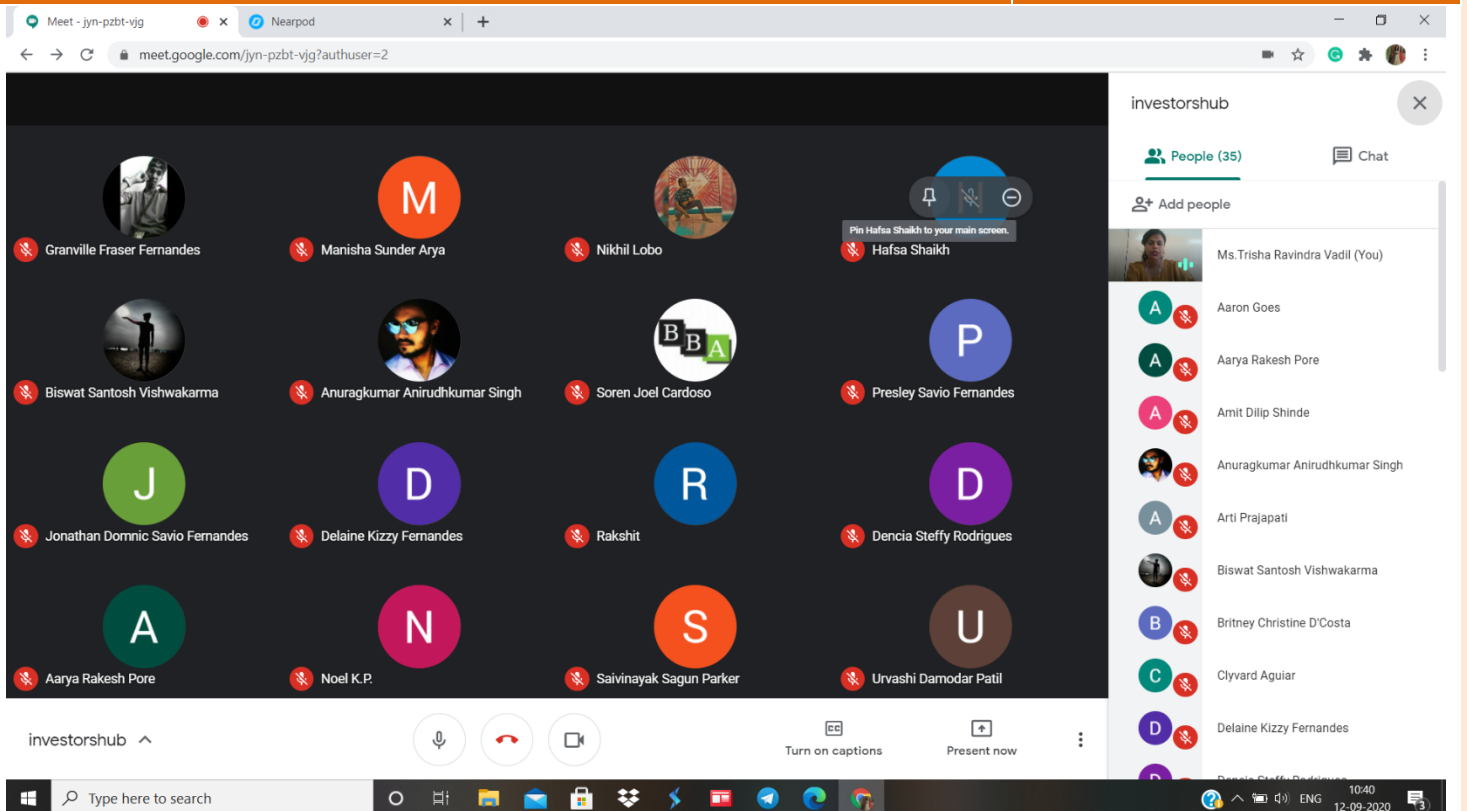 Meet - jyn-pzbt-vjg
Nearpod
meet.google.com/jyn-pzbt-vjg?authuser=2
investorshub
People (35)
Chat
Add people
M
Pin Hafsa Shaikh to your main screen.
Granville Fraser Fernandes
Manisha Sunder Arya
Nikhil Lobo
Hafsa Shaikh
B B A
P
Biswat Santosh Vishwakarma
Anuragkumar Anirudhkumar Singh
Soren Joel Cardoso
Presley Savio Fernandes
J
D
R
D
Jonathan Domnic Savio Fernandes
Delaine Kizzy Fernandes
Rakshit
Dencia Steffy Rodrigues
A
N
S
U
Aarya Rakesh Pore
Noel K.P.
Saivinayak Sagun Parker
Urvashi Damodar Patil
Ms.Trisha Ravindra Vadil (You)
A
Aaron Goes
A
Aarya Rakesh Pore
A
Amit Dilip Shinde
Anuragkumar Anirudhkumar Singh
A
Arti Prajapati
Biswat Santosh Vishwakarma
B
Britney Christine D'Costa
C
Clyvard Aguiar
D
Delaine Kizzy Fernandes
investorshub
CC
Turn on captions
Present now
Type here to search
ENG
10:40
12-09-2020
3